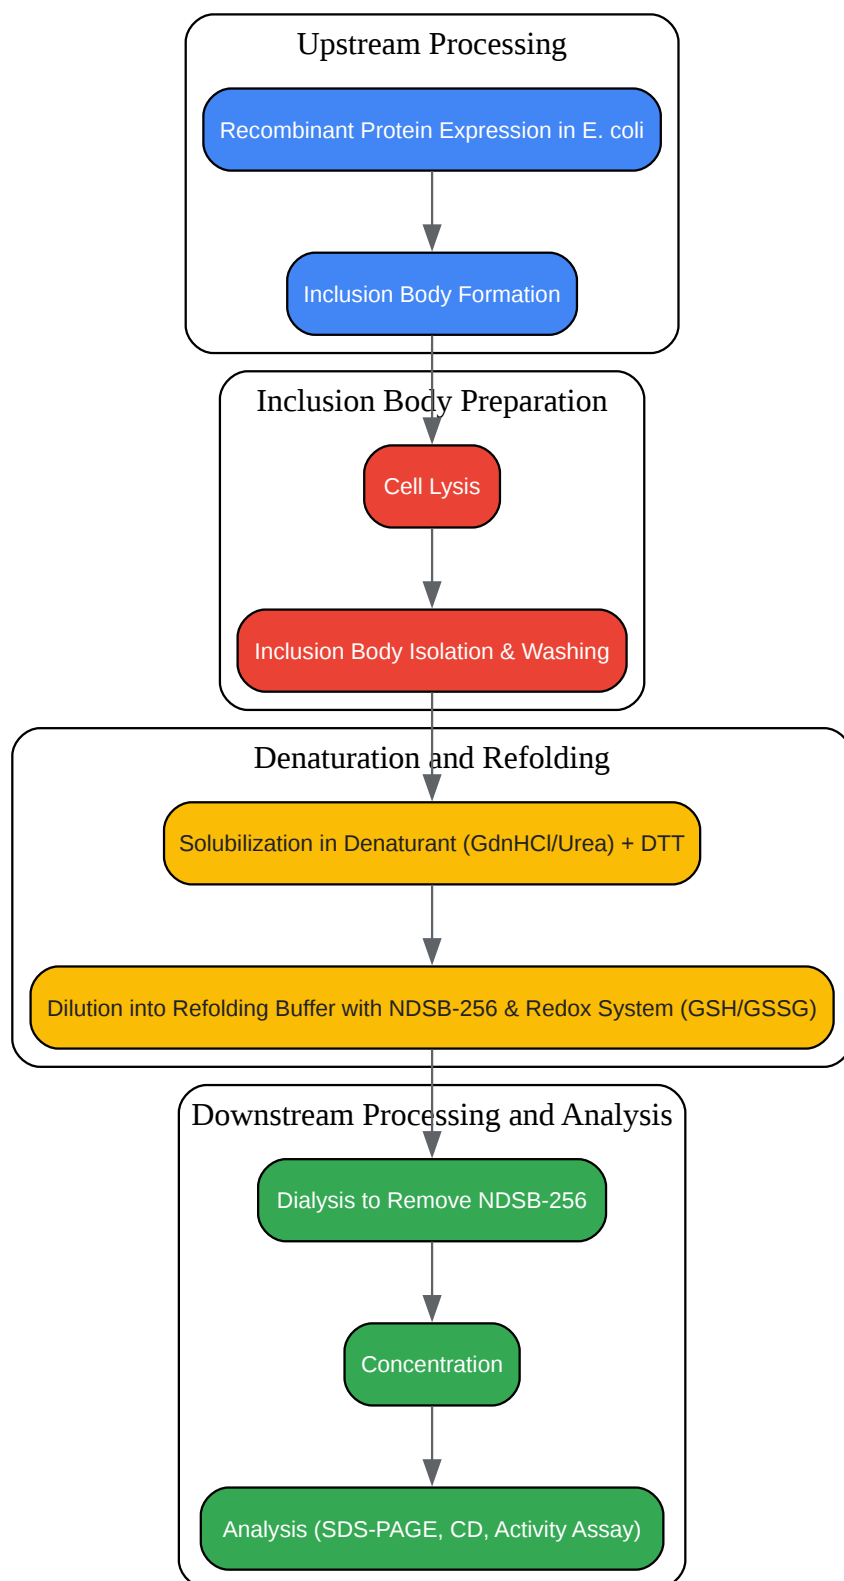 Upstream Processing
Recombinant Protein Expression in E. coli
Inclusion Body Formation
Inclusion Body Preparation
Cell Lysis
Inclusion Body Isolation & Washing
Denaturation and Refolding
Solubilization in Denaturant (GdnHCl/Urea) + DTT
Dilution into Refolding Buffer with NDSB-256 & Redox System (GSH/GSSG)
Downstream Processing and Analysis
Dialysis to Remove NDSB-256
Concentration
Analysis (SDS-PAGE, CD, Activity Assay)